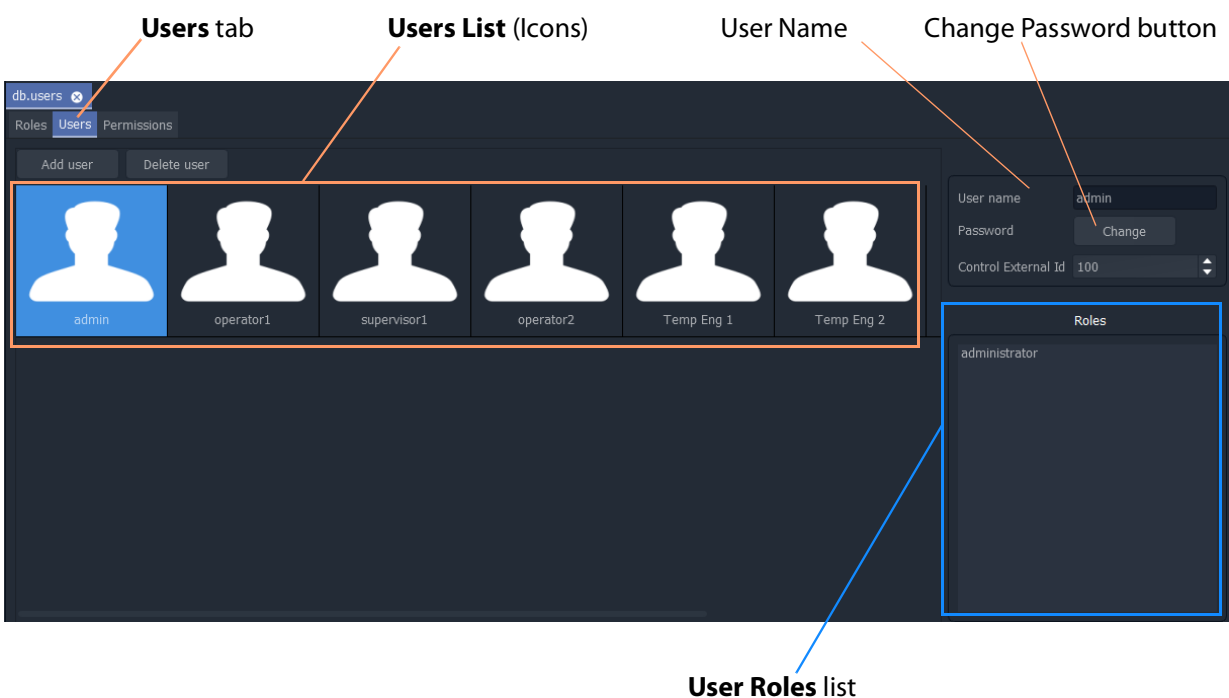 Users tab
Users List (Icons)
User Name
Change Password button
db.users
Roles Users Permissions
Add user Delete user
User name admin
Password Change
Control External Id 100
admin operator1 supervisor1 operator2 Temp Eng 1 Temp Eng 2
Roles
administrator
User Roles list